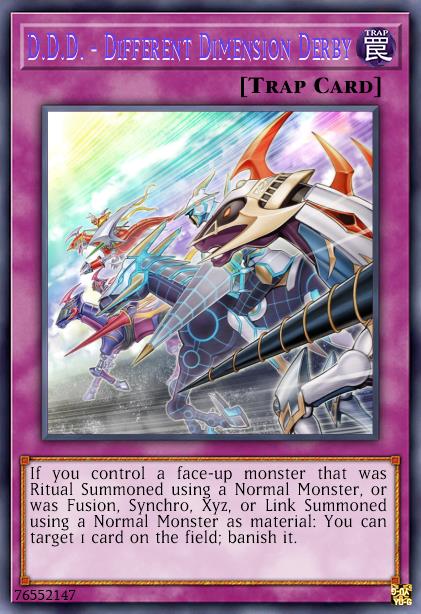 D.D.D. - Different Dimension Derby
TRAP
罠
[Trap Card]
If you control a face-up monster that was
Ritual Summoned using a Normal Monster, or
was Fusion, Synchro, Xyz, or Link Summoned
using a Normal Monster as material: You can
target 1 card on the field; banish it.
76552147